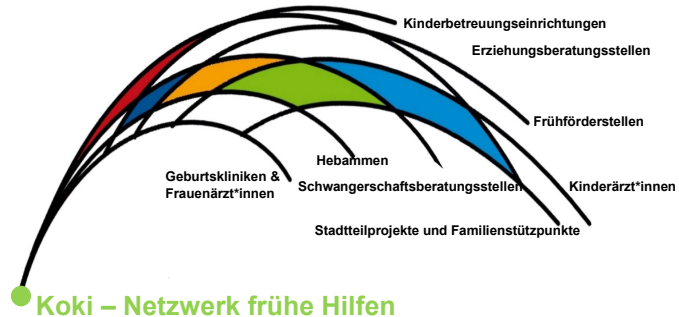 Kinderbetreuungseinrichtungen
Erziehungsberatungsstellen
Frühförderstellen
Hebammen
Geburtskliniken &
Frauenärzt*innen
Schwangerschaftsberatungsstellen
Kinderärzt*innen
Stadtteilprojekte und Familienstützpunkte
Koki – Netzwerk frühe Hilfen